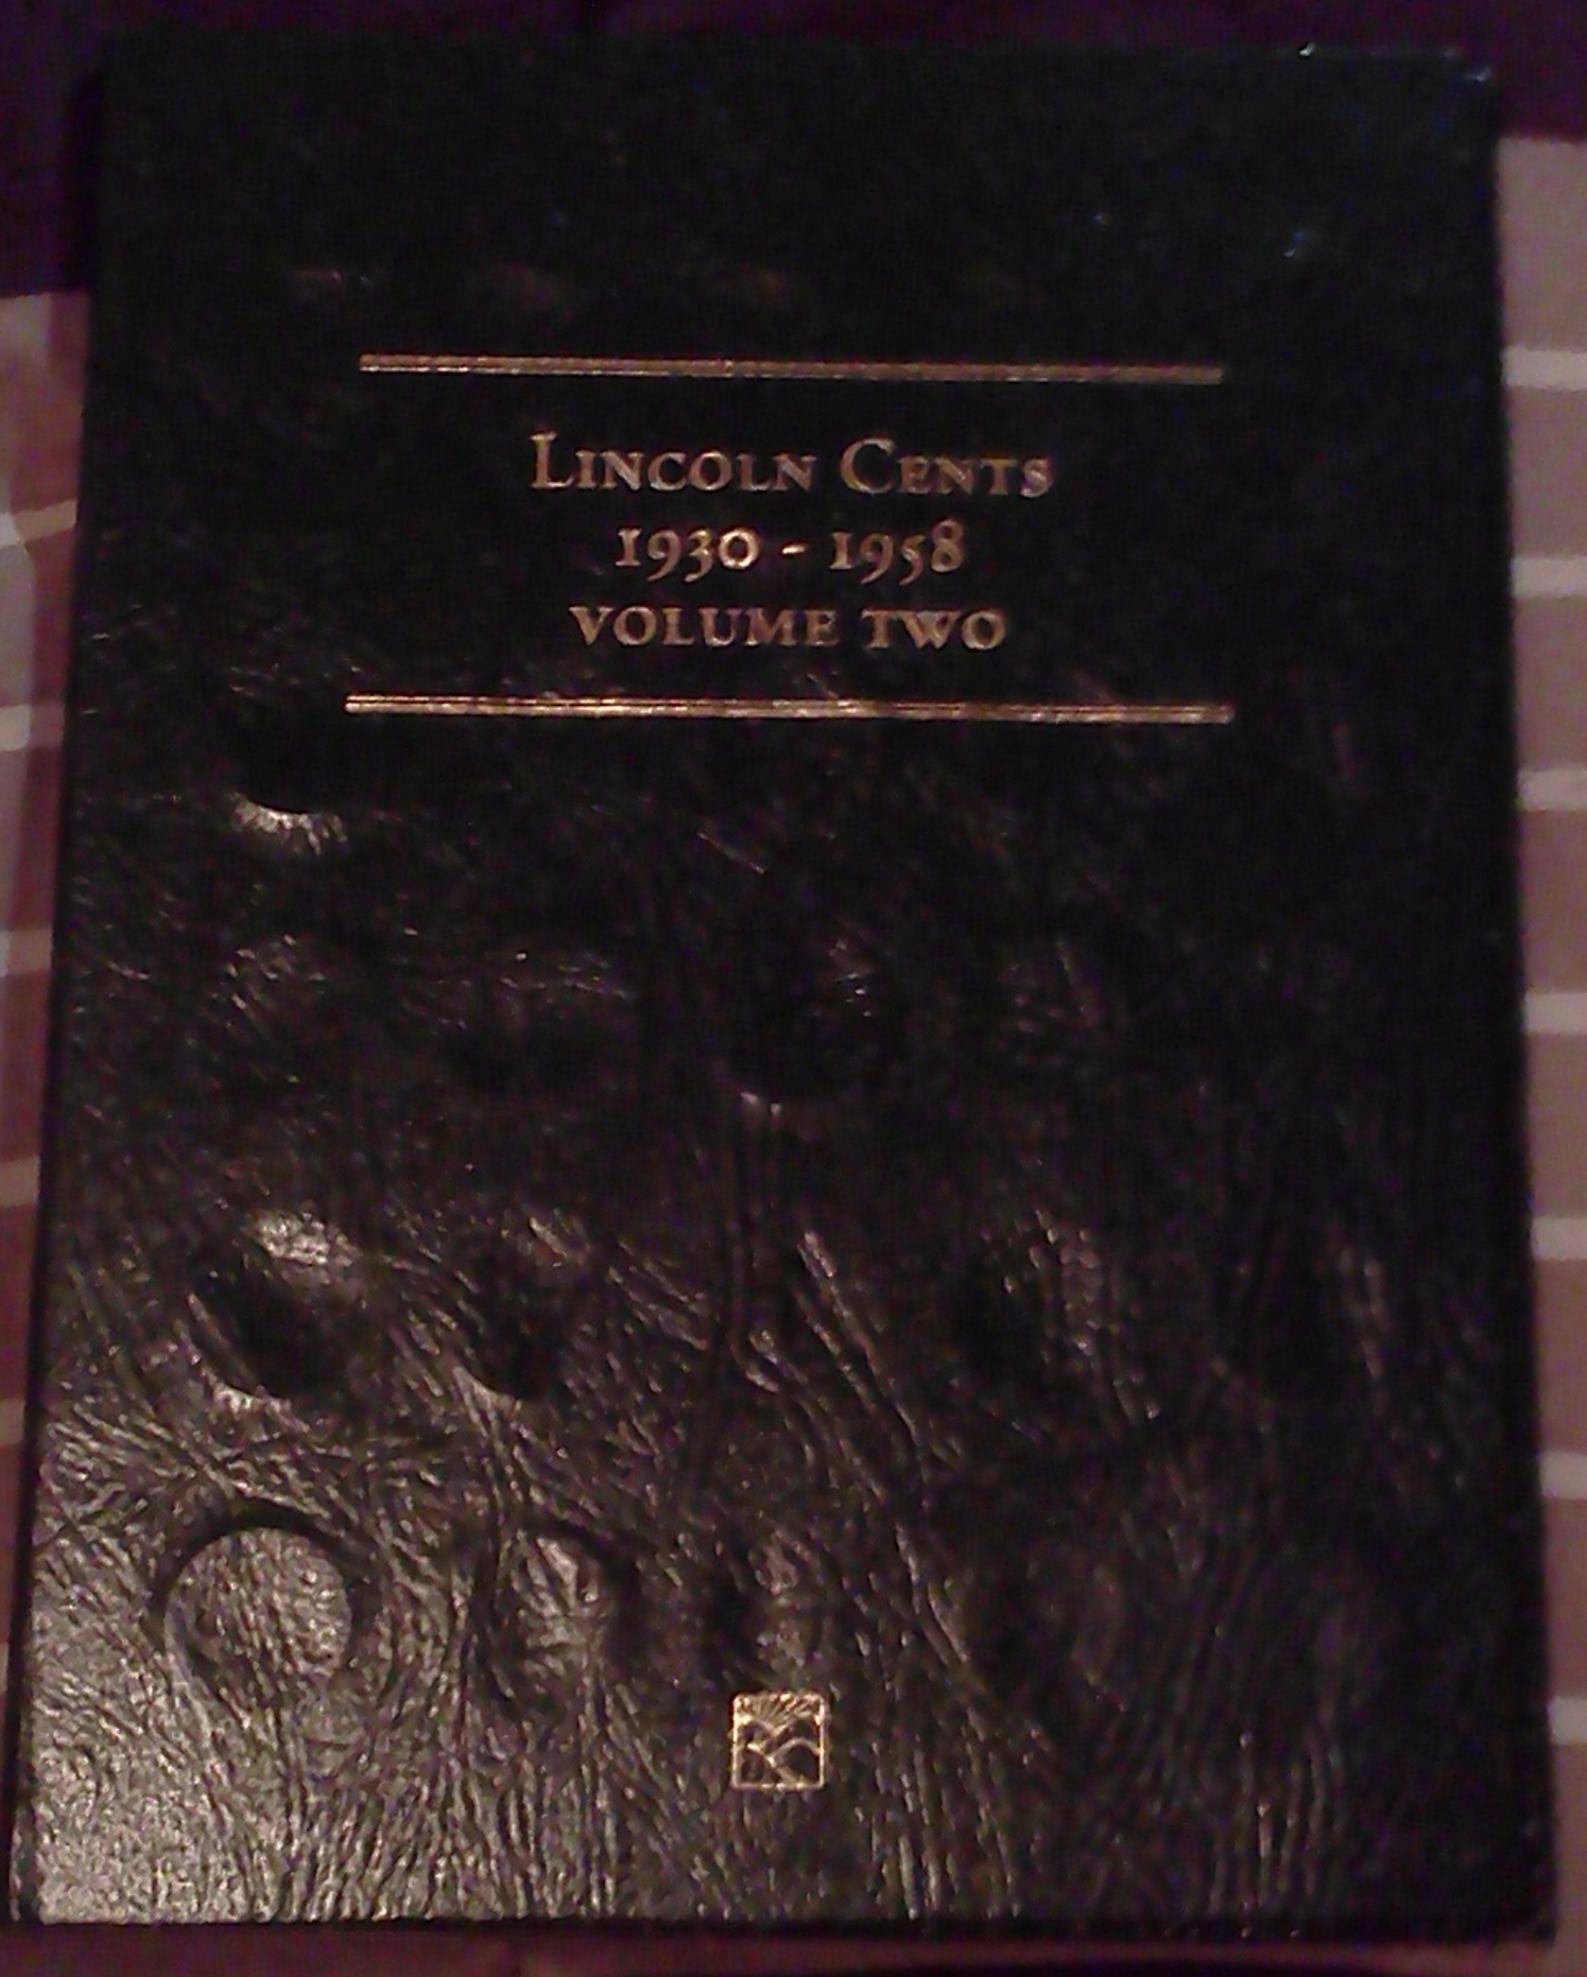 LINCOLN CENTS
1930 - 1958
VOLUME TWO